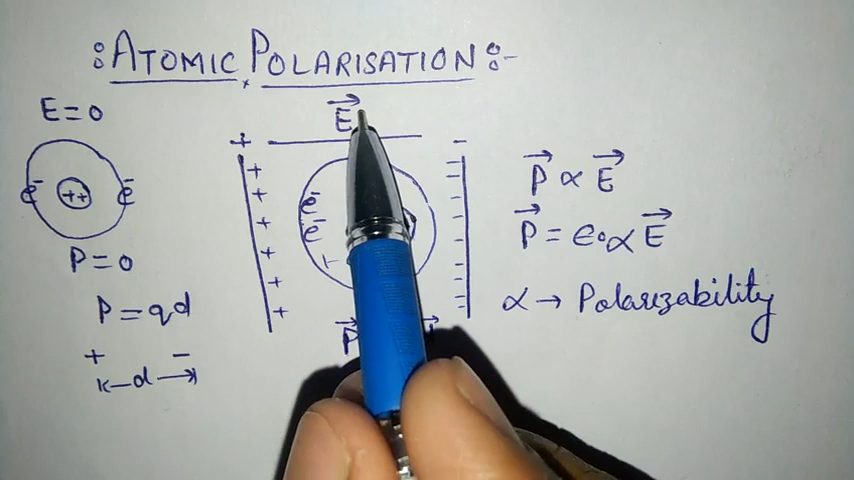 :ATOMIC POLARISATION:-
E=0
E⃗
+ -
+ + + + + +
- - - - - - - -
e⁻ ++ e⁻
e⁻
e⁻
P=0
P=qd
+ -
k-d→
P⃗
P⃗ ∝ E⃗
P⃗ = ϵ₀∝E⃗
∝ → Polarizability